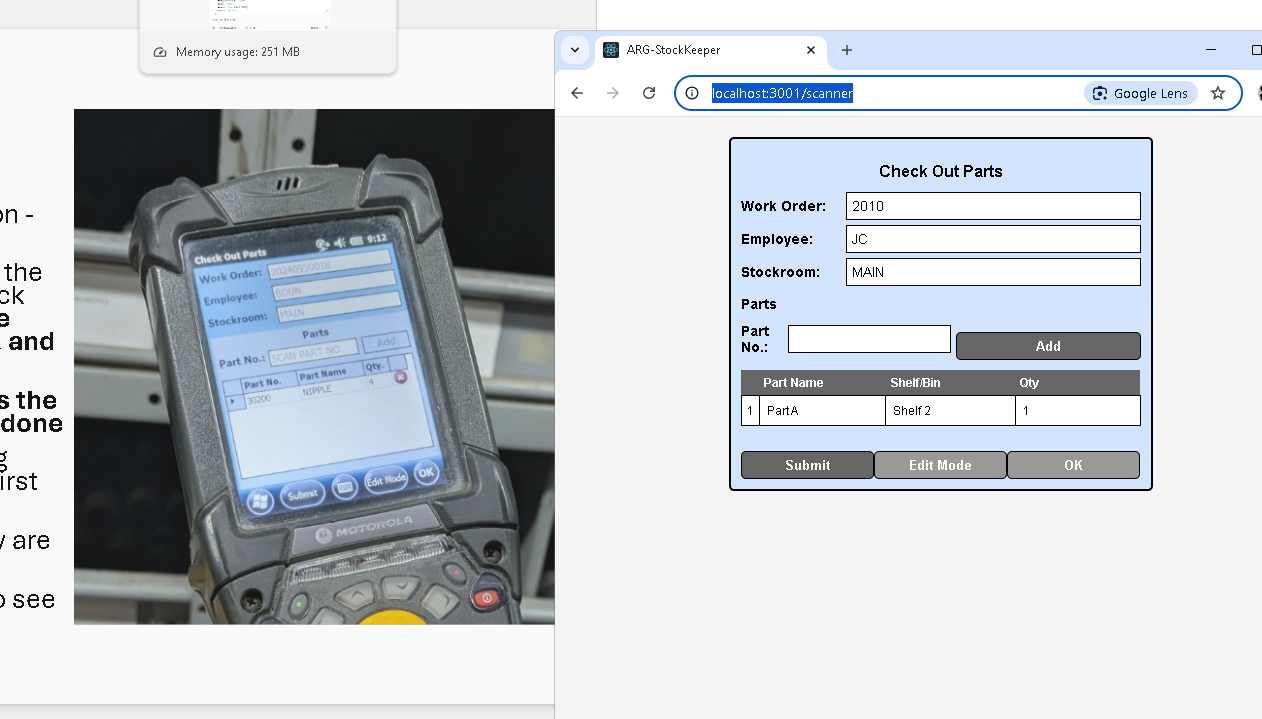 Memory usage: 251 MB
on -
the
ck
e
and
s the
done
g
irst
y are
o see
9:12
Check Out Parts
Work Order: 20240930018
Employee: BDUN
Stockroom: MAIN
Parts
Part No.: SCAN PART NO. Add
Part No. Part Name Qty.
30200 NIPPLE 4
Submit Edit Mode OK
MOTOROLA
ARG-StockKeeper
localhost:3001/scanner
Google Lens
Check Out Parts
Work Order: 2010
Employee: JC
Stockroom: MAIN
Parts
Part
No.:
Add
Part Name Shelf/Bin Qty
1 PartA Shelf 2 1
Submit Edit Mode OK